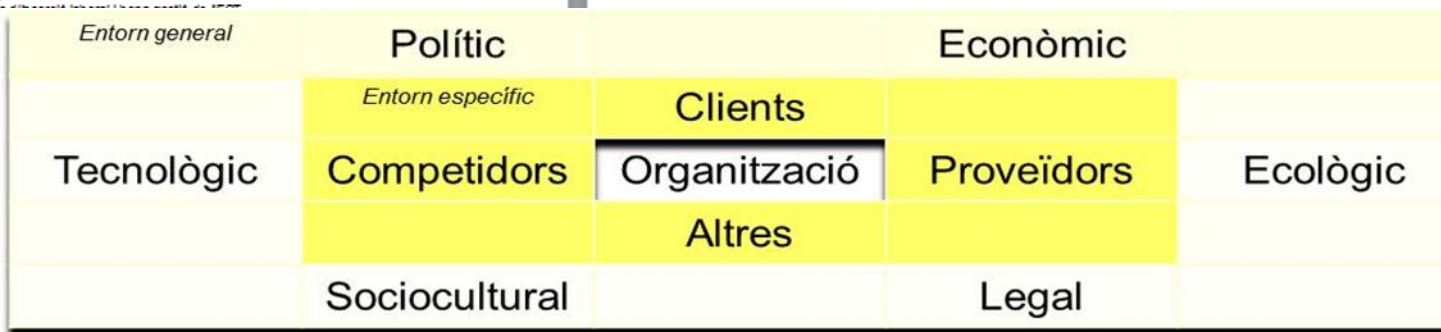 Entorn general Polític Econòmic
Entorn específic Clients
Tecnològic Competidors Organització Proveïdors Ecològic
Altres
Sociocultural Legal